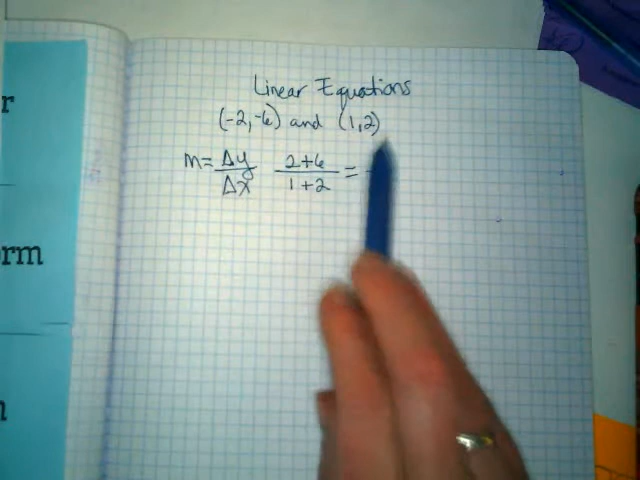 r
rm
Linear Equations
(-2,-6) and (1,2)
m = Δy/Δx (2+6)/(1+2) =